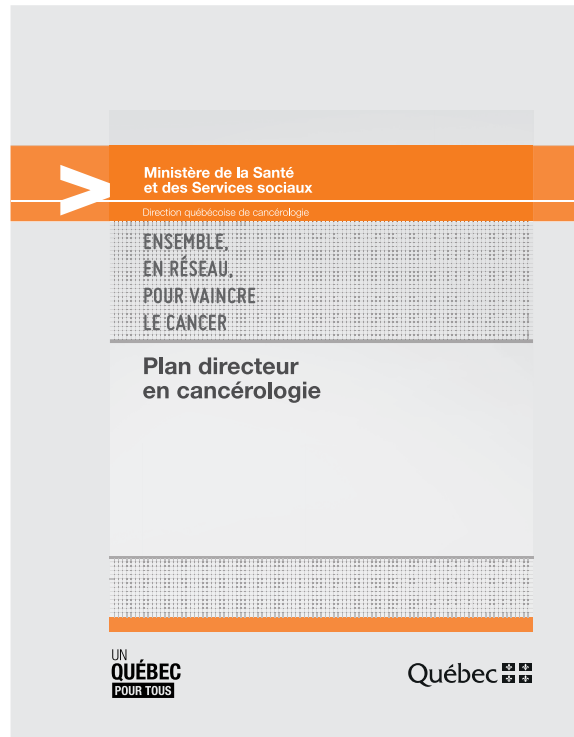 Ministère de la Santé
et des Services sociaux
Direction québécoise de cancérologie
ENSEMBLE,
EN RÉSEAU,
POUR VAINCRE
LE CANCER
Plan directeur
en cancérologie
UN
QUÉBEC
POUR TOUS
Québec